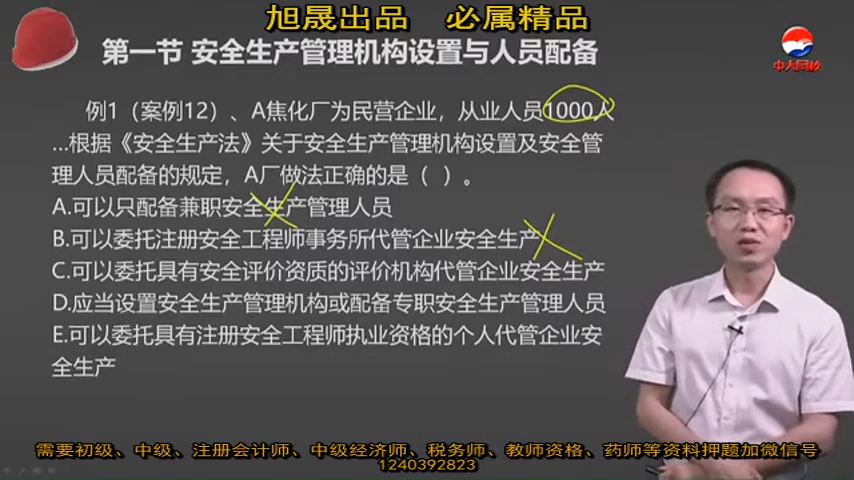 旭晟出品 必属精品
第一节 安全生产管理机构设置与人员配备
中大网校
例1（案例12）、A焦化厂为民营企业，从业人员1000人
...根据《安全生产法》关于安全生产管理机构设置及安全管
理人员配备的规定，A厂做法正确的是（ ）。
A.可以只配备兼职安全生产管理人员
B.可以委托注册安全工程师事务所代管企业安全生产
C.可以委托具有安全评价资质的评价机构代管企业安全生产
D.应当设置安全生产管理机构或配备专职安全生产管理人员
E.可以委托具有注册安全工程师执业资格的个人代管企业安
全生产
需要初级、中级、注册会计师、中级经济师、税务师、教师资格、药师等资料押题加微信号
1240392823